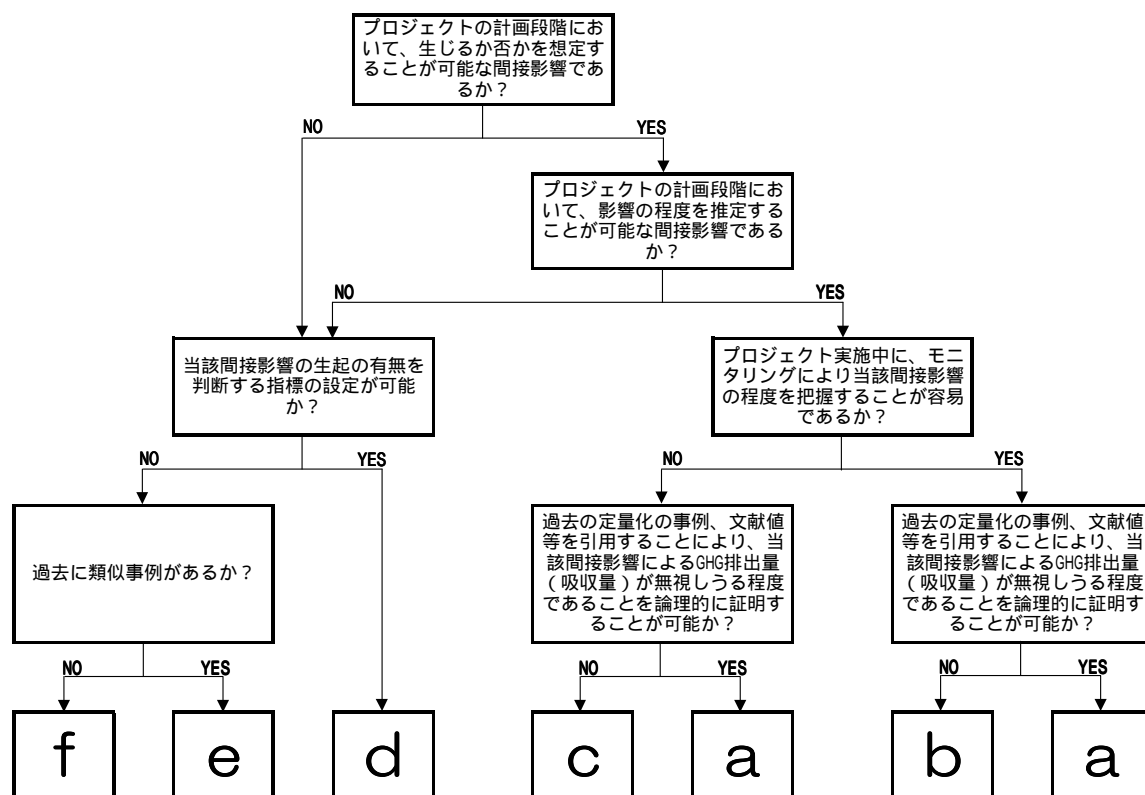 プロジェクトの計画段階にお
いて、生じるか否かを想定す
ることが可能な間接影響であ
るか？
NO
YES
プロジェクトの計画段階にお
いて、影響の程度を推定する
ことが可能な間接影響である
か？
NO
YES
当該間接影響の生起の有無を
判断する指標の設定が可能
か？
プロジェクト実施中に、モニ
タリングにより当該間接影響
の程度を把握することが容易
であるか？
NO
YES
NO
YES
過去に類似事例があるか？
過去の定量化の事例、文献値
等を引用することにより、当
該間接影響によるGHG排出量
（吸収量）が無視しうる程度
であることを論理的に証明す
ることが可能か？
過去の定量化の事例、文献値
等を引用することにより、当
該間接影響によるGHG排出量
（吸収量）が無視しうる程度
であることを論理的に証明す
ることが可能か？
NO
YES
NO
YES
NO
YES
f
e
d
c
a
b
a